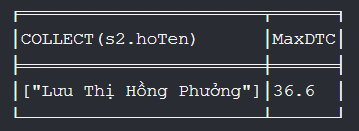 COLLECT(s2.hoTen) MaxDTC
["Lưu Thị Hồng Phưởng"] 36.6